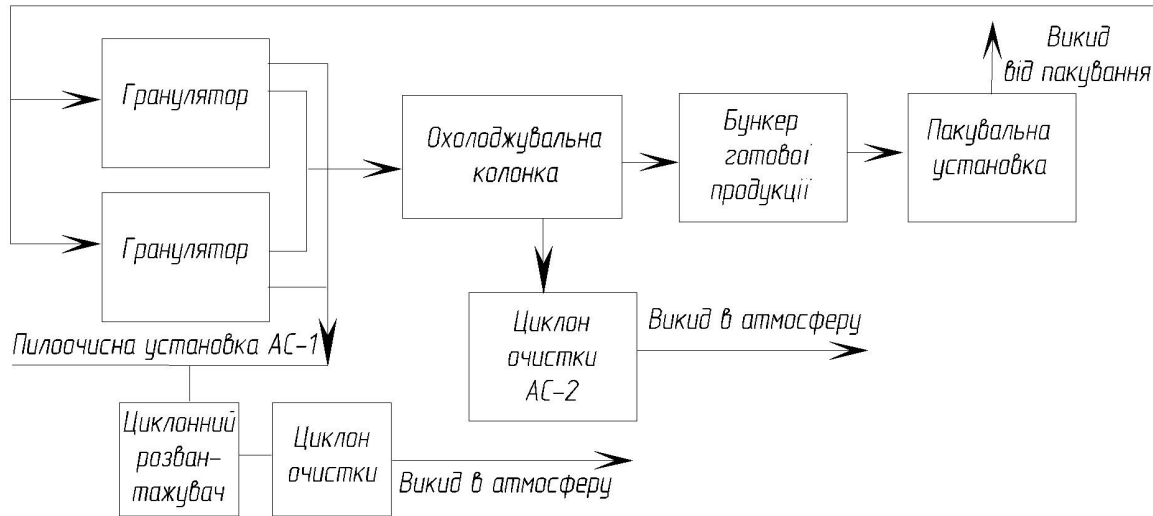 Викид
від пакування
Гранулятор
Охолоджувальна
колонка
Бункер
готової
продукції
Пакувальна
установка
Гранулятор
Пилоочисна установка АС-1
Циклон
очистки
АС-2
Викид в атмосферу
Циклонний
розван-
тажувач
Циклон
очистки
Викид в атмосферу